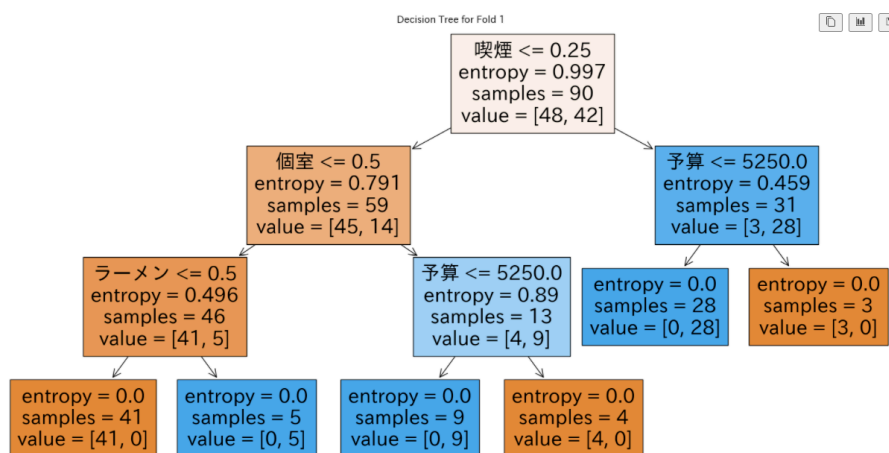 Decision Tree for Fold 1
喫煙 <= 0.25
entropy = 0.997
samples = 90
value = [48, 42]
個室 <= 0.5
entropy = 0.791
samples = 59
value = [45, 14]
予算 <= 5250.0
entropy = 0.459
samples = 31
value = [3, 28]
ラーメン <= 0.5
entropy = 0.496
samples = 46
value = [41, 5]
予算 <= 5250.0
entropy = 0.89
samples = 13
value = [4, 9]
entropy = 0.0
samples = 28
value = [0, 28]
entropy = 0.0
samples = 3
value = [3, 0]
entropy = 0.0
samples = 41
value = [41, 0]
entropy = 0.0
samples = 5
value = [0, 5]
entropy = 0.0
samples = 9
value = [0, 9]
entropy = 0.0
samples = 4
value = [4, 0]